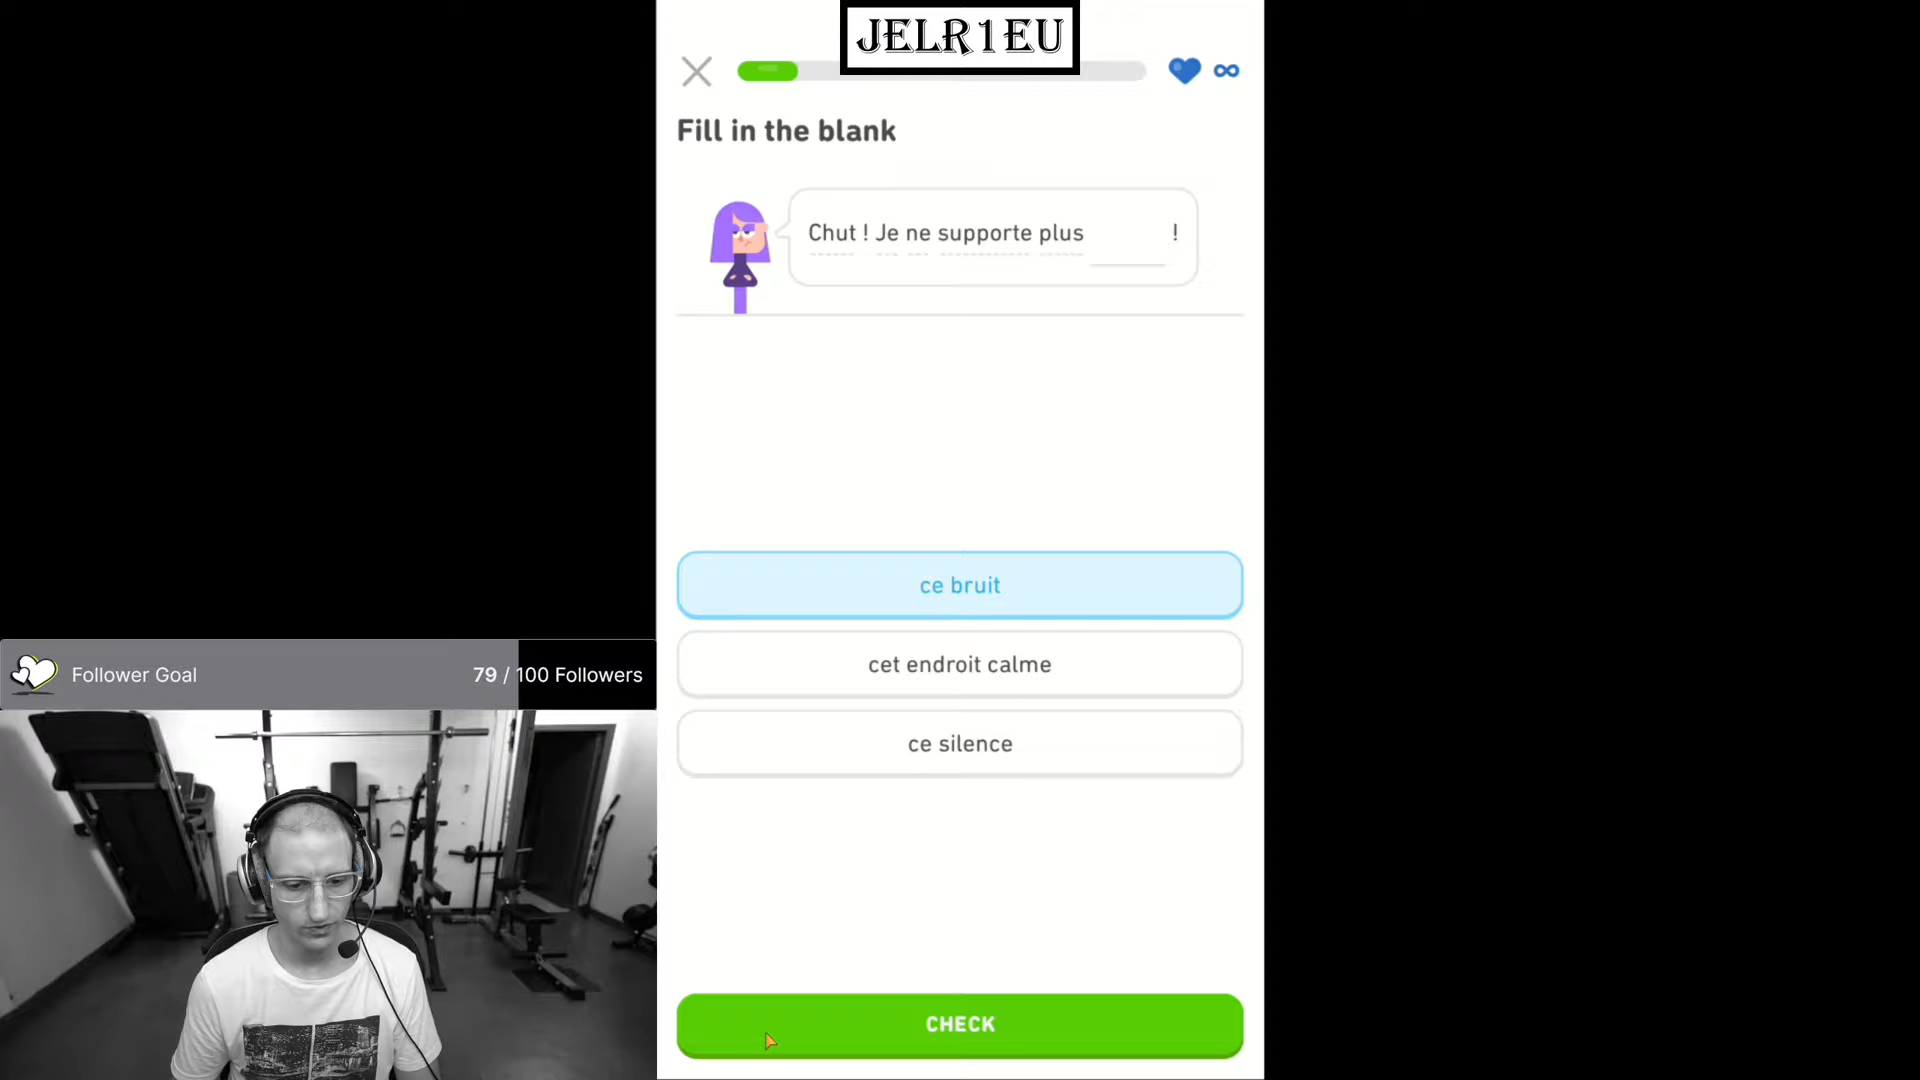 JELR1EU
Fill in the blank
Chut ! Je ne supporte plus !
ce bruit
cet endroit calme
ce silence
CHECK
Follower Goal
79 / 100 Followers